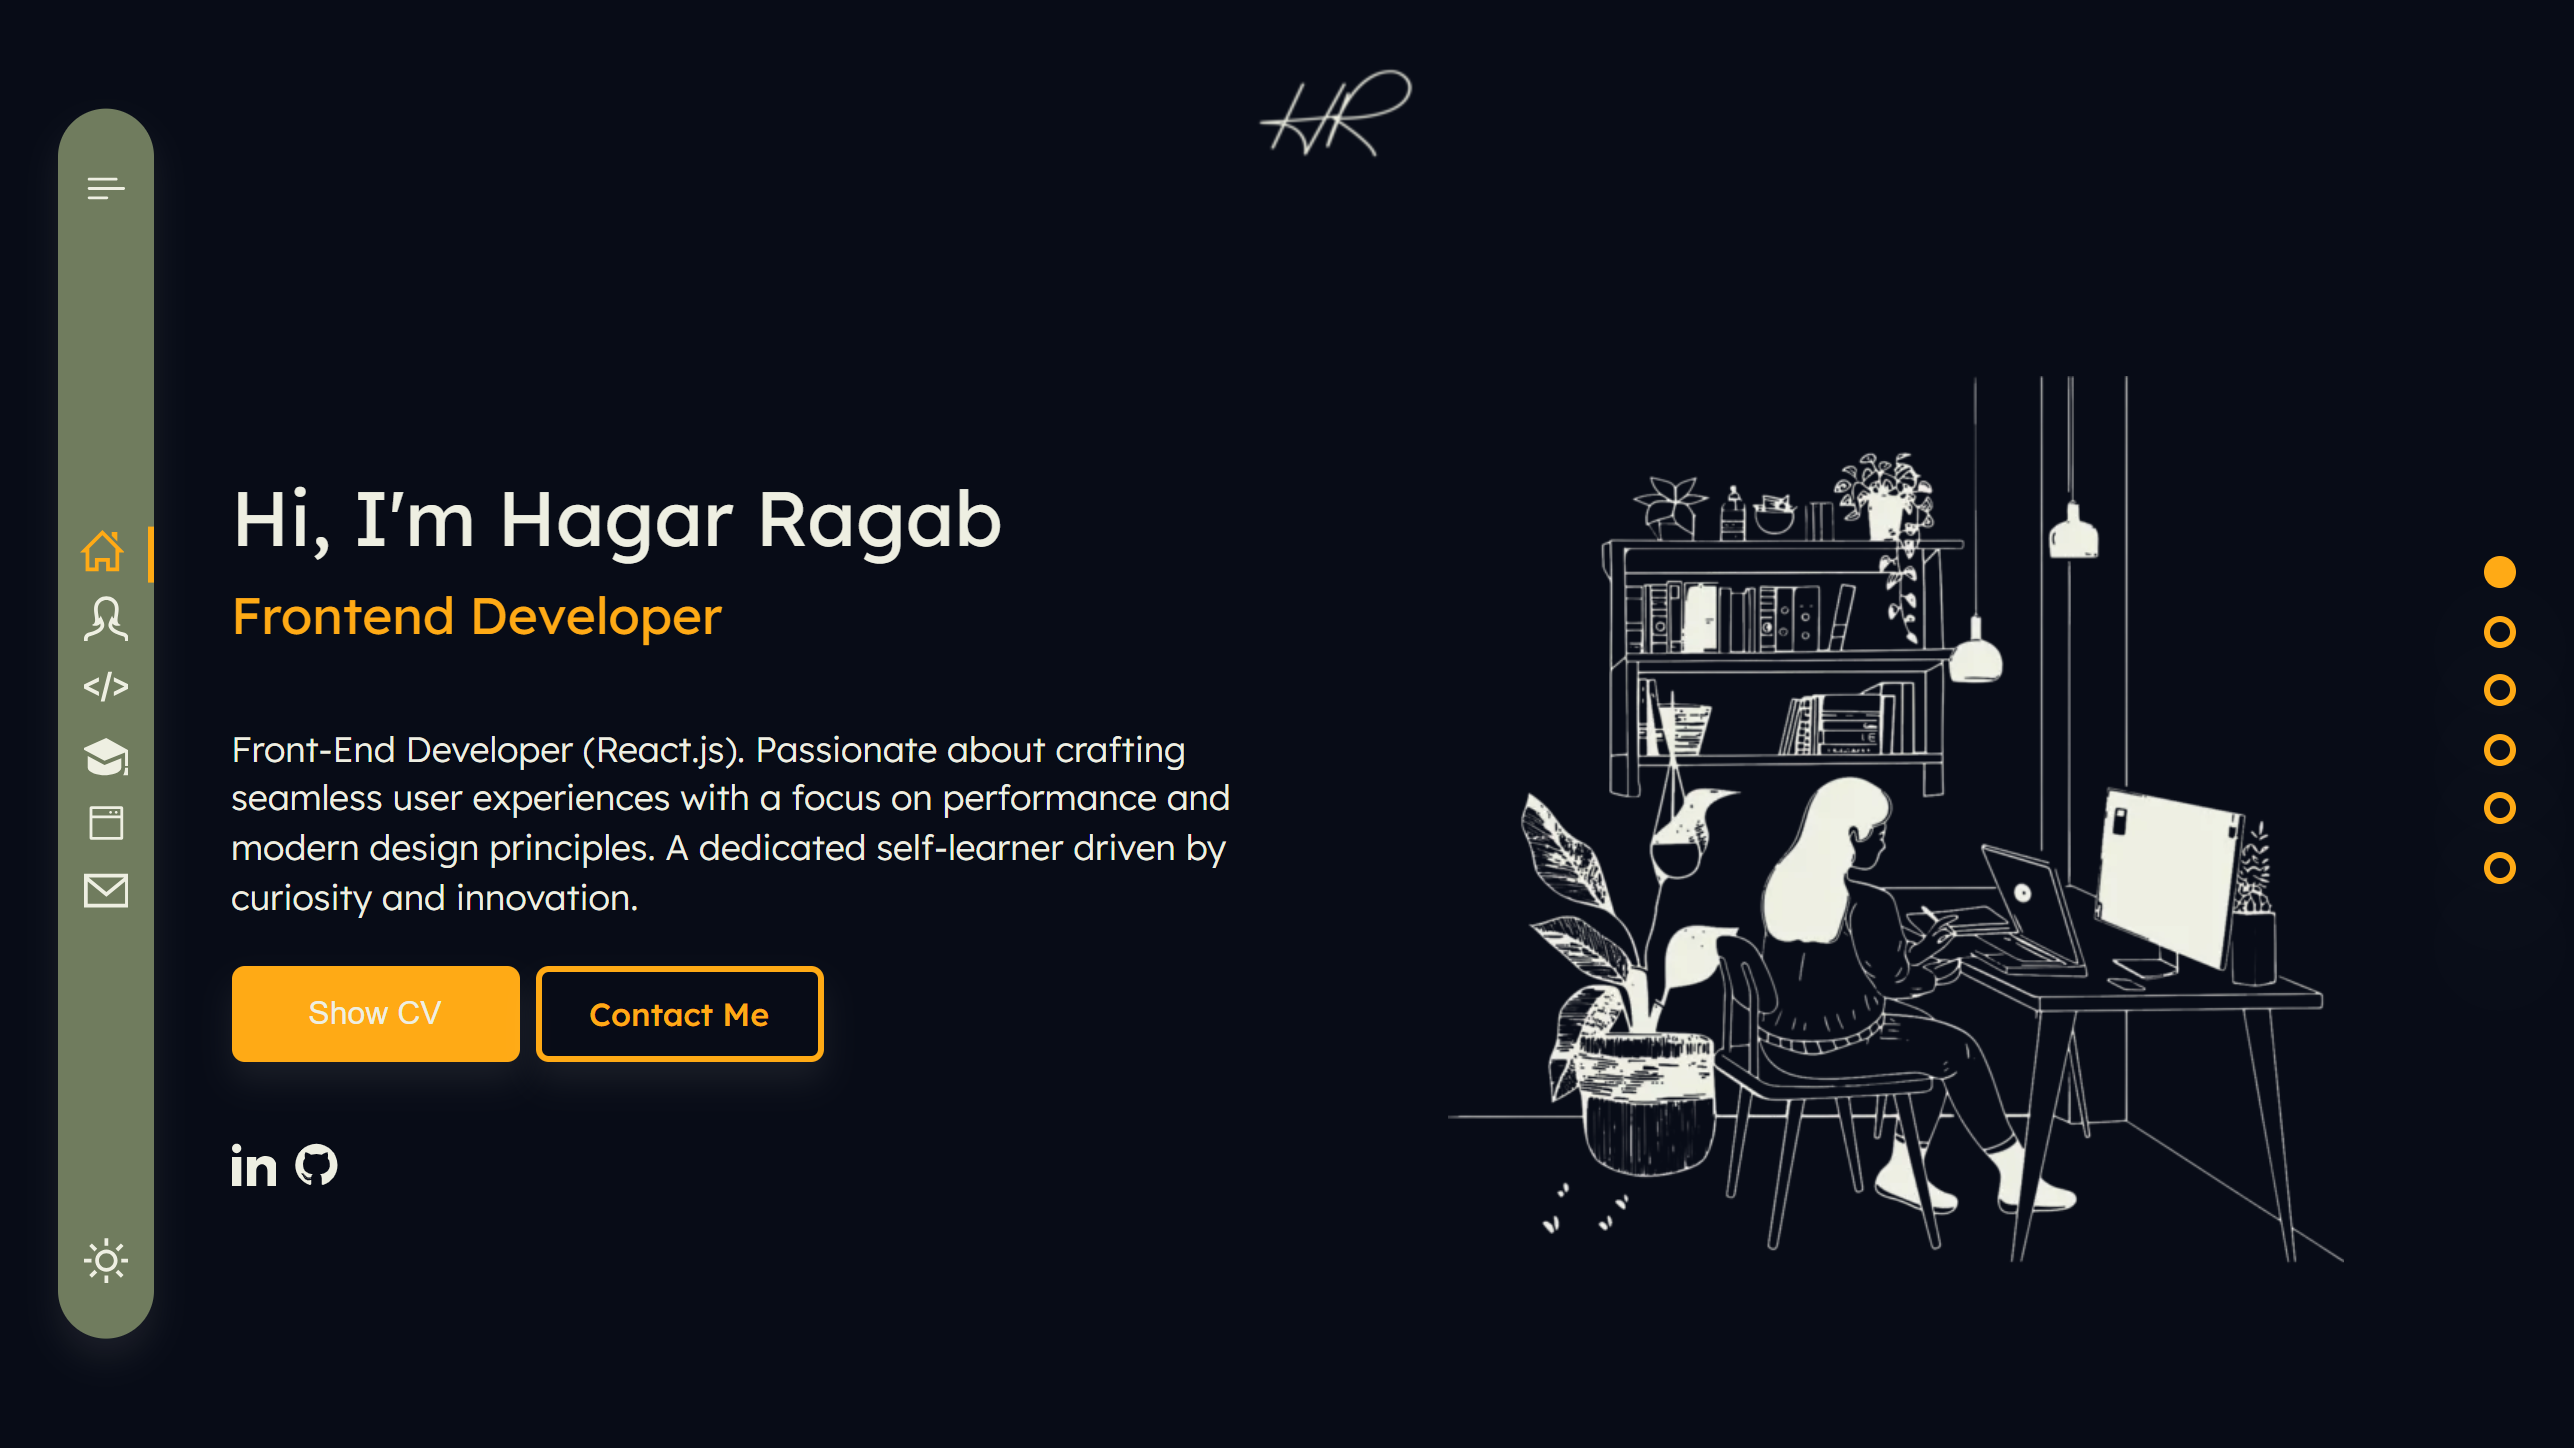 HR
Hi, I'm Hagar Ragab
Frontend Developer
Front-End Developer (React.js). Passionate about crafting
seamless user experiences with a focus on performance and
modern design principles. A dedicated self-learner driven by
curiosity and innovation.
Show CV
Contact Me
in